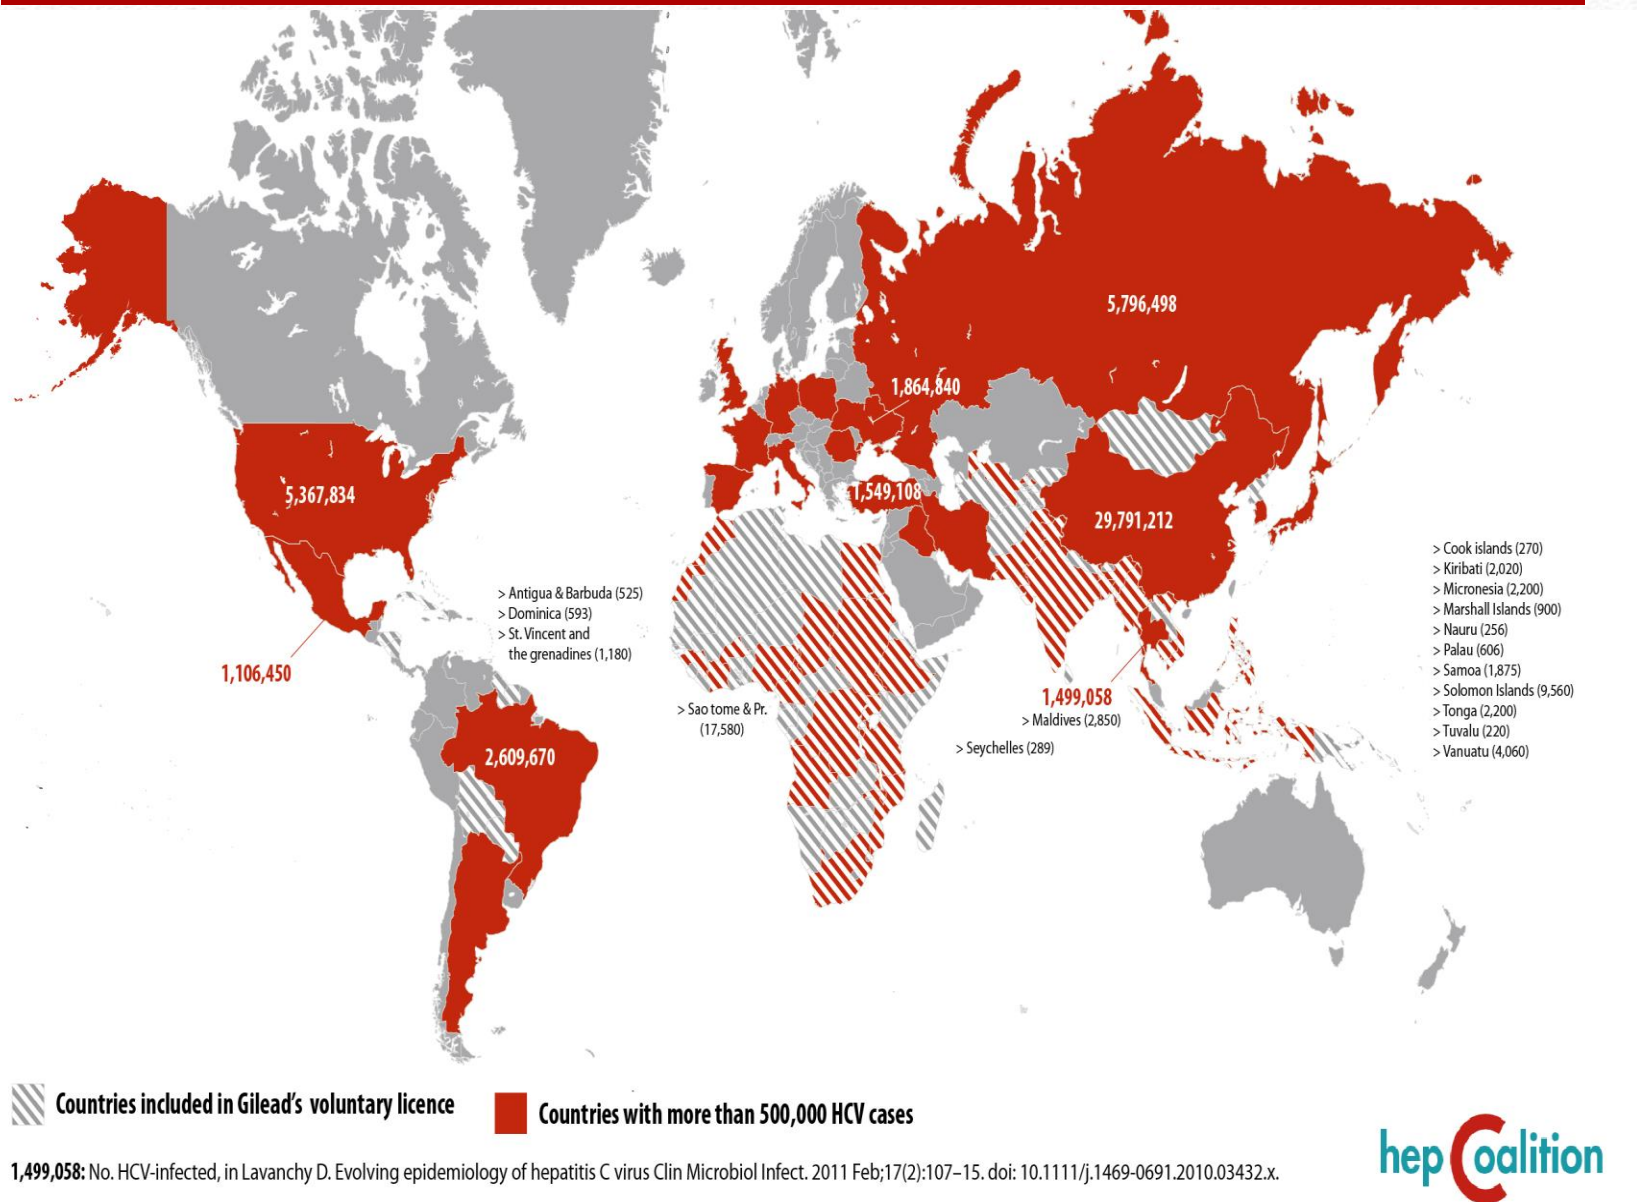 5,796,498
1,864,840
5,367,834
1,549,108
29,791,212
> Antigua & Barbuda (525)
> Dominica (593)
> St. Vincent and
the grenadines (1,180)
1,106,450
> Sao tome & Pr.
(17,580)
1,499,058
> Maldives (2,850)
> Seychelles (289)
2,609,670
> Cook islands (270)
> Kiribati (2,020)
> Micronesia (2,200)
> Marshall Islands (900)
> Nauru (256)
> Palau (606)
> Samoa (1,875)
> Solomon Islands (9,560)
> Tonga (2,200)
> Tuvalu (220)
> Vanuatu (4,060)
Countries included in Gilead's voluntary licence
Countries with more than 500,000 HCV cases
1,499,058: No. HCV-infected, in Lavanchy D. Evolving epidemiology of hepatitis C virus Clin Microbiol Infect. 2011 Feb;17(2):107–15. doi: 10.1111/j.1469-0691.2010.03432.x.
hepCoalition